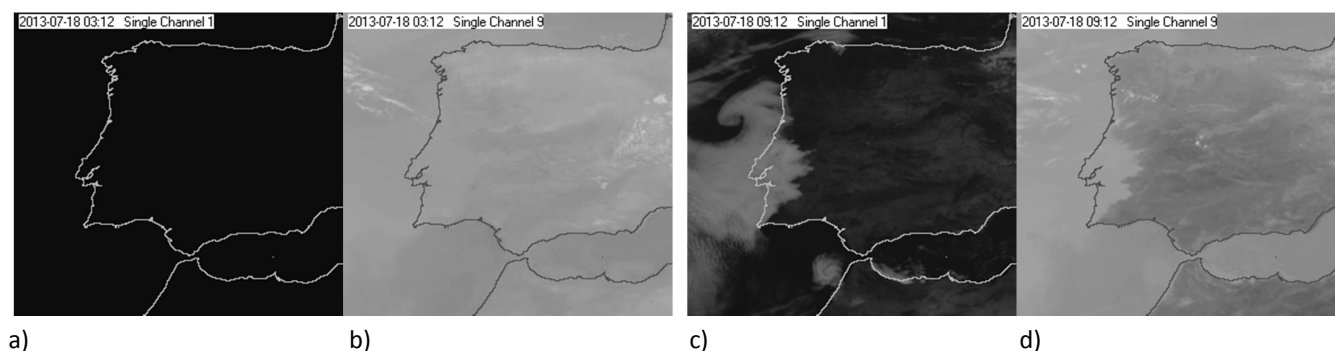 2013-07-18 03:12 Single Channel 1
2013-07-18 03:12 Single Channel 9
2013-07-18 09:12 Single Channel 1
2013-07-18 09:12 Single Channel 9
a)
b)
c)
d)